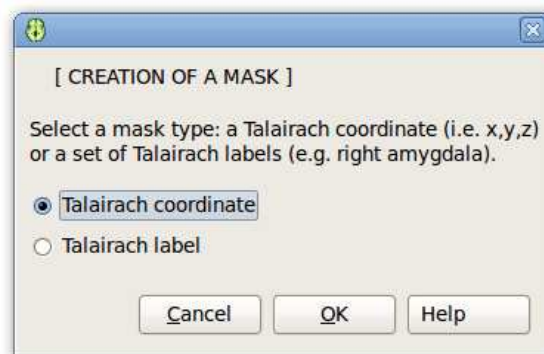 [ CREATION OF A MASK ]
Select a mask type: a Talairach coordinate (i.e. x,y,z)
or a set of Talairach labels (e.g. right amygdala).
Talairach coordinate
Talairach label
Cancel OK Help